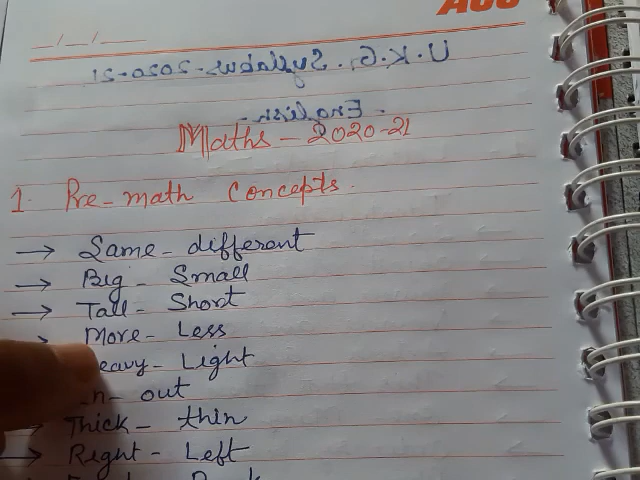 U.K.G. Syllabus - 2020-21
- English -
Maths - 2020-21
1. Pre-math Concepts.
→ Same - different
→ Big - Small
→ Tall - Short
More - Less
eavy - Light
n - out
→ Thick - thin
→ Right - Left